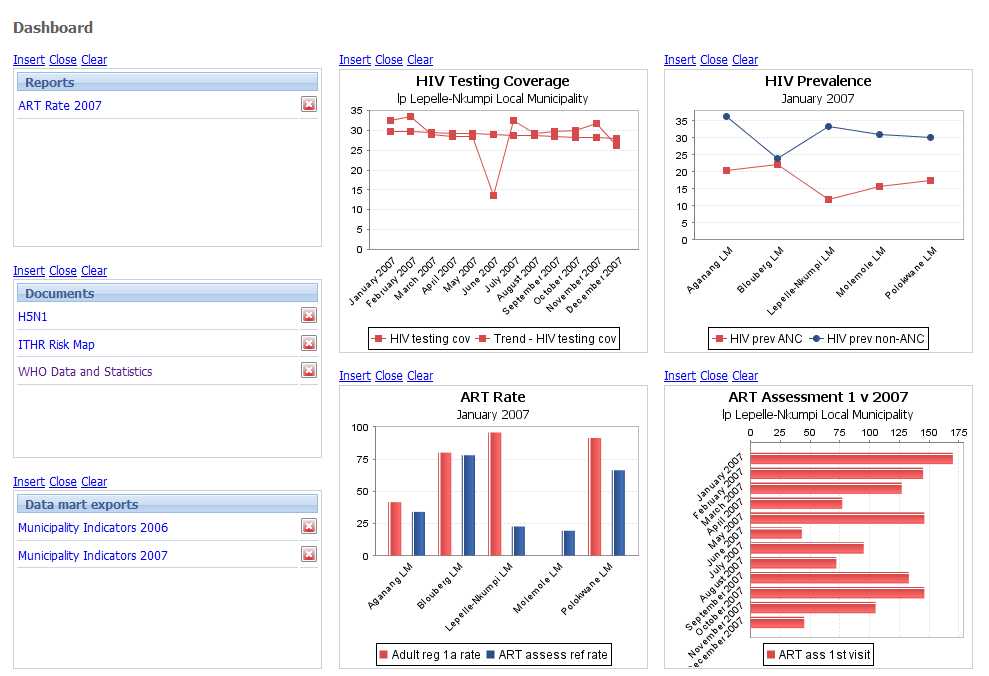 Dashboard
Insert Close Clear
Reports
ART Rate 2007
Insert Close Clear
Documents
H5N1
ITHR Risk Map
WHO Data and Statistics
Insert Close Clear
Data mart exports
Municipality Indicators 2006
Municipality Indicators 2007
Insert Close Clear
HIV Testing Coverage
lp Lepelle-Nkumpi Local Municipality
35
30
25
20
15
10
5
0
January 2007
February 2007
March 2007
April 2007
May 2007
June 2007
July 2007
August 2007
September 2007
October 2007
November 2007
December 2007
HIV testing cov Trend - HIV testing cov
Insert Close Clear
HIV Prevalence
January 2007
35
30
25
20
15
10
5
0
Aganang LM
Blouberg LM
Lepelle-Nkumpi LM
Molemole LM
Polokwane LM
HIV prev ANC HIV prev non-ANC
Insert Close Clear
ART Rate
January 2007
100
75
50
25
0
Aganang LM
Blouberg LM
Lepelle-Nkumpi LM
Molemole LM
Polokwane LM
Adult reg 1a rate ART assess ref rate
Insert Close Clear
ART Assessment 1 v 2007
lp Lepelle-Nkumpi Local Municipality
0 25 50 75 100 125 150 175
January 2007
February 2007
March 2007
April 2007
May 2007
June 2007
July 2007
August 2007
September 2007
October 2007
November 2007
ecember 2007
ART ass 1st visit